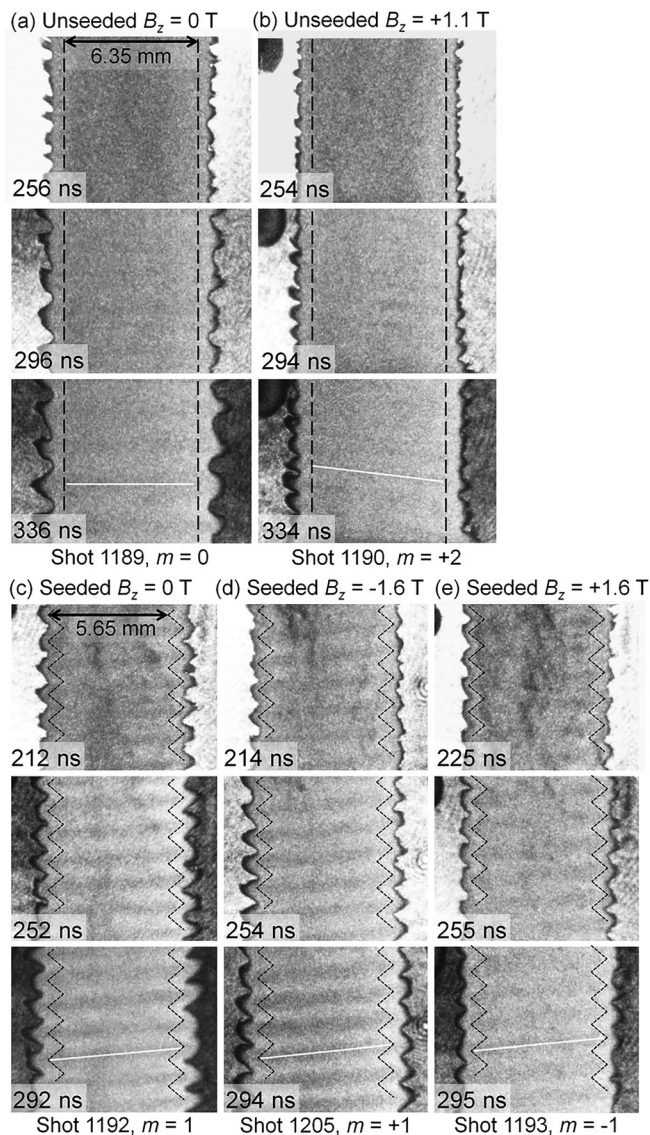 (a) Unseeded Bz = 0 T
(b) Unseeded Bz = +1.1 T
6.35 mm
256 ns
254 ns
296 ns
294 ns
336 ns
334 ns
Shot 1189, m = 0
Shot 1190, m = +2
(c) Seeded Bz = 0 T
(d) Seeded Bz = -1.6 T
(e) Seeded Bz = +1.6 T
5.65 mm
212 ns
214 ns
225 ns
252 ns
254 ns
255 ns
292 ns
294 ns
295 ns
Shot 1192, m = 1
Shot 1205, m = +1
Shot 1193, m = -1